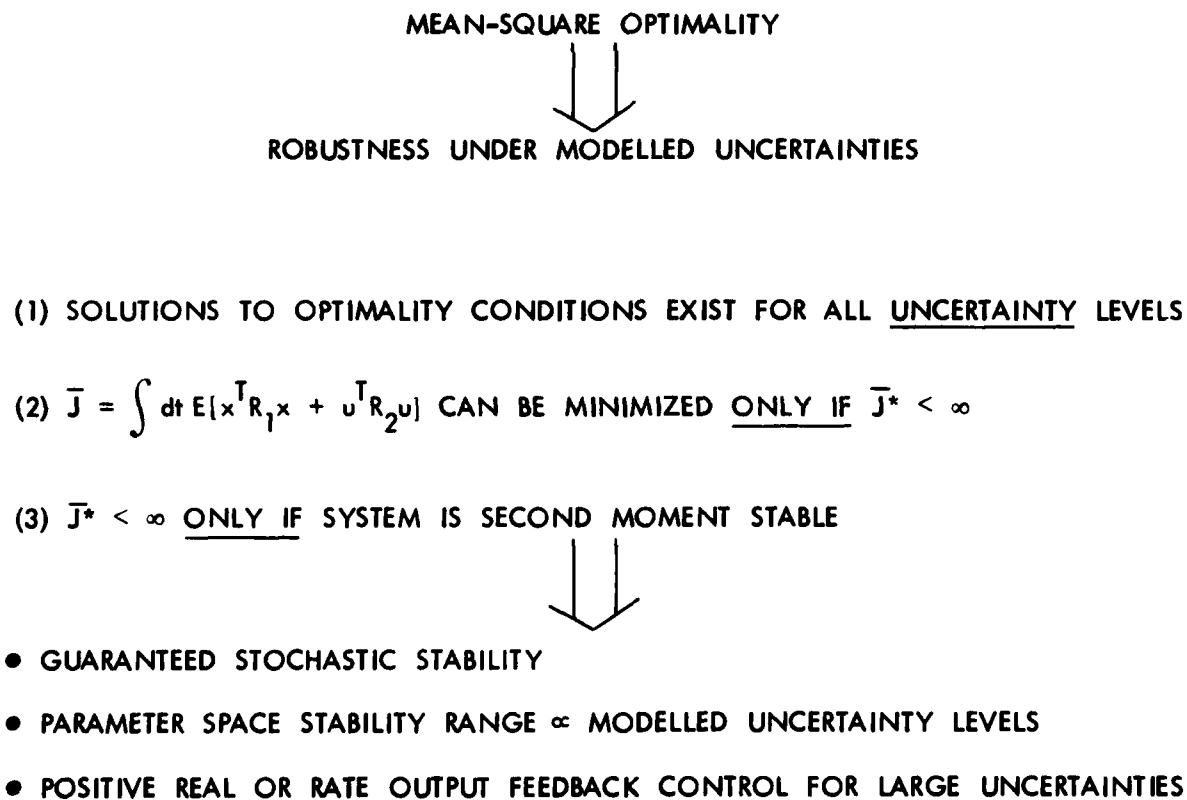 MEAN-SQUARE OPTIMALITY
ROBUSTNESS UNDER MODELLED UNCERTAINTIES
(1) SOLUTIONS TO OPTIMALITY CONDITIONS EXIST FOR ALL UNCERTAINTY LEVELS
(2) J̅ = ∫ dt E[xᵀR₁x + uᵀR₂u] CAN BE MINIMIZED ONLY IF J̅* < ∞
(3) J̅* < ∞ ONLY IF SYSTEM IS SECOND MOMENT STABLE
• GUARANTEED STOCHASTIC STABILITY
• PARAMETER SPACE STABILITY RANGE ∝ MODELLED UNCERTAINTY LEVELS
• POSITIVE REAL OR RATE OUTPUT FEEDBACK CONTROL FOR LARGE UNCERTAINTIES